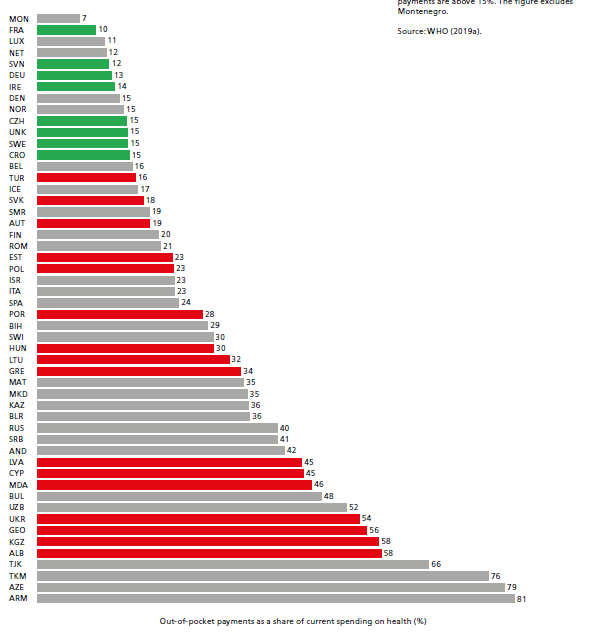 payments are above 15%. The figure excludes
Montenegro.
Source: WHO (2019a).
MON 7
FRA 10
LUX 11
NET 12
SVN 12
DEU 13
IRE 14
DEN 15
NOR 15
CZH 15
UNK 15
SWE 15
CRO 15
BEL 16
TUR 16
ICE 17
SVK 18
SMR 19
AUT 19
FIN 20
ROM 21
EST 23
POL 23
ISR 23
ITA 23
SPA 24
POR 28
BIH 29
SWI 30
HUN 30
LTU 32
GRE 34
MAT 35
MKD 35
KAZ 36
BLR 36
RUS 40
SRB 41
AND 42
LVA 45
CYP 45
MDA 46
BUL 48
UZB 52
UKR 54
GEO 56
KGZ 58
ALB 58
TJK 66
TKM 76
AZE 79
ARM 81
Out-of-pocket payments as a share of current spending on health (%)